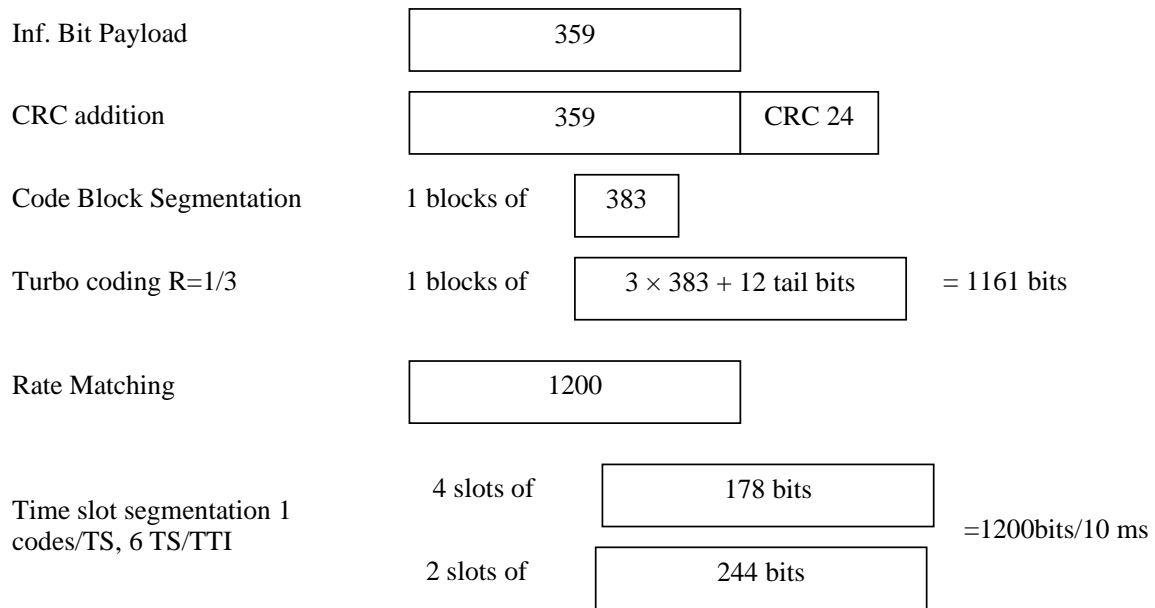 Inf. Bit Payload
359
CRC addition
359 CRC 24
Code Block Segmentation 1 blocks of 383
Turbo coding R=1/3 1 blocks of 3 × 383 + 12 tail bits = 1161 bits
Rate Matching
1200
Time slot segmentation 1
codes/TS, 6 TS/TTI
4 slots of 178 bits
2 slots of 244 bits
=1200bits/10 ms